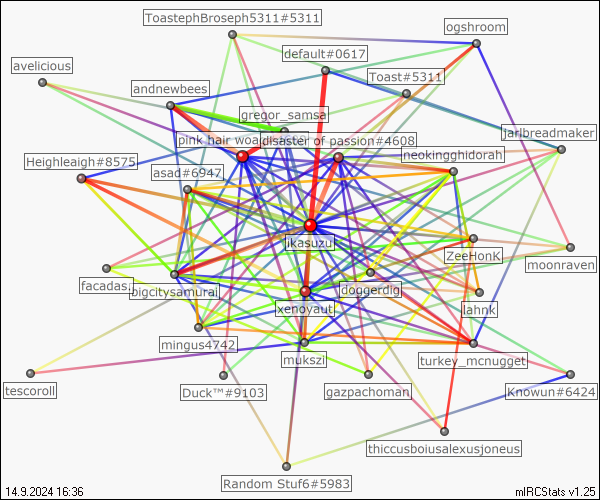 ToastephBroseph5311#5311
ogshroom
default#0617
avelicious
Toast#5311
andnewbees
gregor_samsa
jarlbreadmaker
pink hair woa
disaster of passion#4608
neokingghidorah
Heighleaigh#8575
asad#6947
likasuzu
ZeeHonK
moonraven
facadas.
bigcitysamurai
doggerdig
xenoyautja
lahnk
mingus4742
mukszi
turkey_mcnugget
tescoroll
Duck™#9103
gazpachoman
Knowun#6424
thiccusboiusalexusjoneus
Random Stuf6#5983
14.9.2024 16:36
mIRCStats v1.25